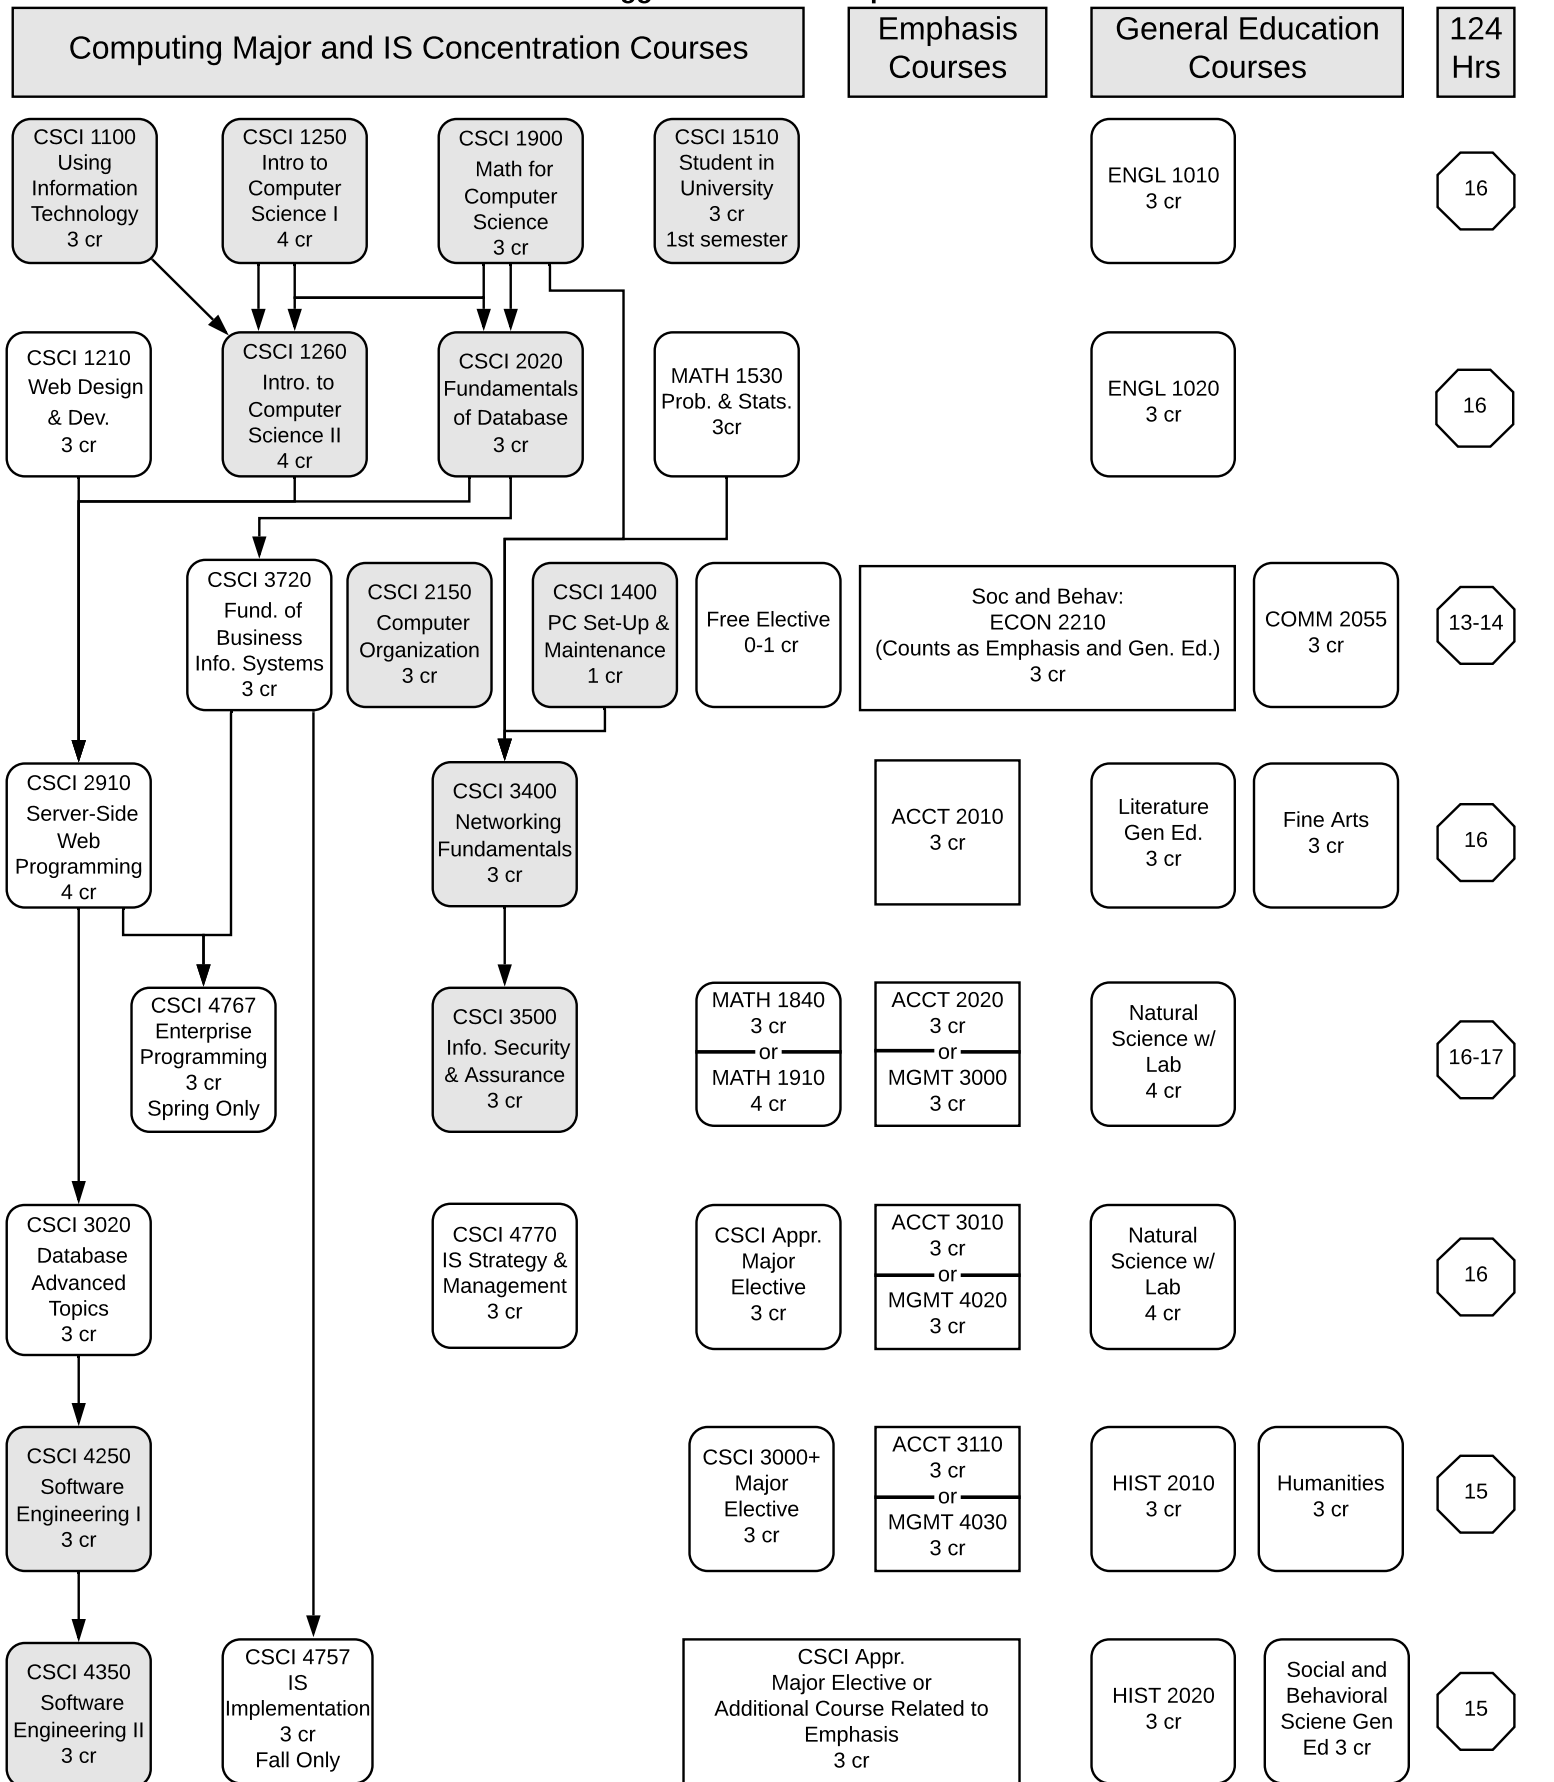 Computing Major and IS Concentration Courses
Emphasis
Courses
General Education
Courses
124
Hrs
CSCI 1100
Using
Information
Technology
3 cr
CSCI 1250
Intro to
Computer
Science I
4 cr
CSCI 1900
Math for
Computer
Science
3 cr
CSCI 1510
Student in
University
3 cr
1st semester
ENGL 1010
3 cr
16
CSCI 1210
Web Design
& Dev.
3 cr
CSCI 1260
Intro. to
Computer
Science II
4 cr
CSCI 2020
Fundamentals
of Database
3 cr
MATH 1530
Prob. & Stats.
3cr
ENGL 1020
3 cr
16
CSCI 3720
Fund. of
Business
Info. Systems
3 cr
CSCI 2150
Computer
Organization
3 cr
CSCI 1400
PC Set-Up &
Maintenance
1 cr
Free Elective
0-1 cr
Soc and Behav:
ECON 2210
(Counts as Emphasis and Gen. Ed.)
3 cr
COMM 2055
3 cr
13-14
CSCI 2910
Server-Side
Web
Programming
4 cr
CSCI 3400
Networking
Fundamentals
3 cr
ACCT 2010
3 cr
Literature
Gen Ed.
3 cr
Fine Arts
3 cr
16
CSCI 4767
Enterprise
Programming
3 cr
Spring Only
CSCI 3500
Info. Security
& Assurance
3 cr
MATH 1840
3 cr
or
MATH 1910
4 cr
ACCT 2020
3 cr
or
MGMT 3000
3 cr
Natural
Science w/
Lab
4 cr
16-17
CSCI 3020
Database
Advanced
Topics
3 cr
CSCI 4770
IS Strategy &
Management
3 cr
CSCI Appr.
Major
Elective
3 cr
ACCT 3010
3 cr
or
MGMT 4020
3 cr
Natural
Science w/
Lab
4 cr
16
CSCI 4250
Software
Engineering I
3 cr
CSCI 3000+
Major
Elective
3 cr
ACCT 3110
3 cr
or
MGMT 4030
3 cr
HIST 2010
3 cr
Humanities
3 cr
15
CSCI 4350
Software
Engineering II
3 cr
CSCI 4757
IS
Implementation
3 cr
Fall Only
CSCI Appr.
Major Elective or
Additional Course Related to
Emphasis
3 cr
HIST 2020
3 cr
Social and
Behavioral
Sciene Gen
Ed 3 cr
15